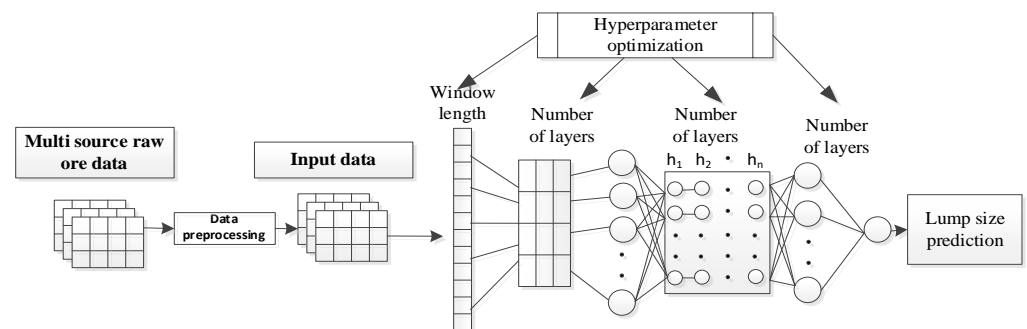 Hyperparameter
optimization
Window
length
Number
of layers
Number
of layers
Number
of layers
Multi source raw
ore data
Input data
Data
preprocessing
h1 h2 hn
Lump size
prediction